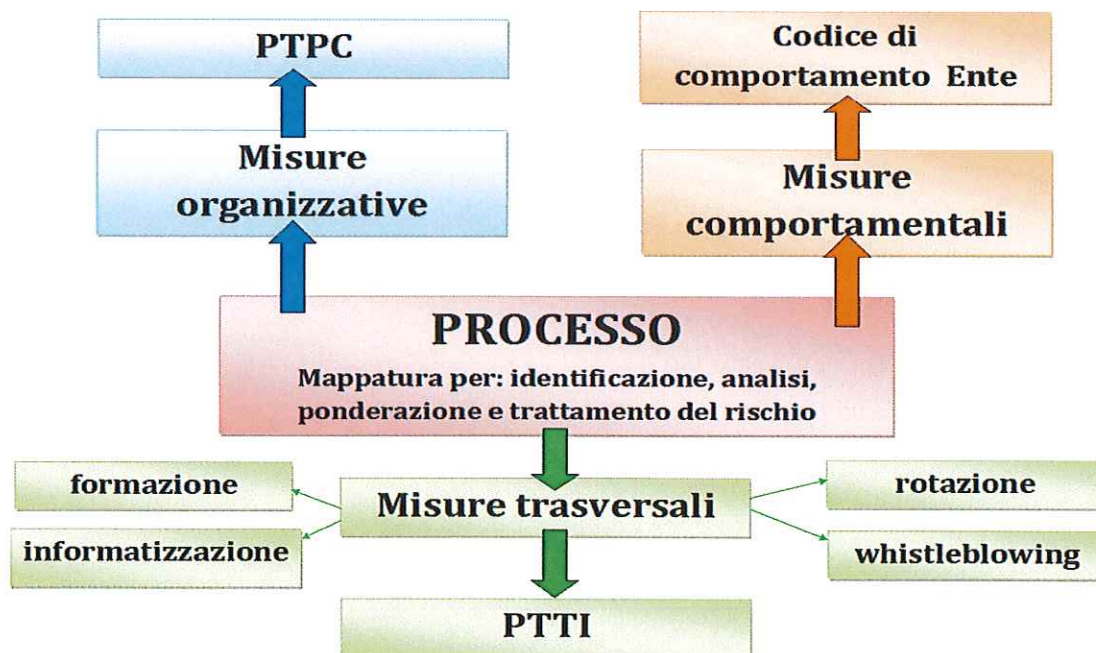 PTPC
Codice di
comportamento Ente
Misure
organizzative
Misure
comportamentali
PROCESSO
Mappatura per: identificazione, analisi,
ponderazione e trattamento del rischio
formazione
Misure trasversali
rotazione
informatizzazione
whistleblowing
PTTI